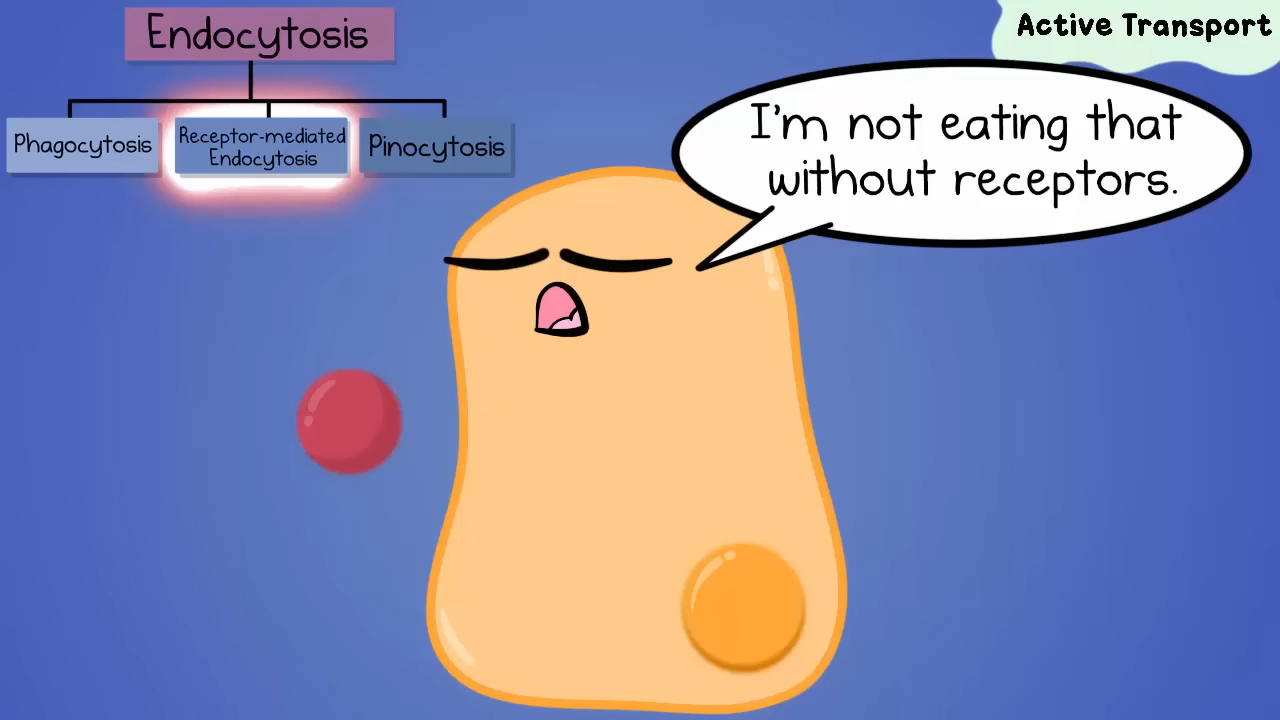 Endocytosis
Active Transport
Phagocytosis
Receptor-mediated
Endocytosis
Pinocytosis
I'm not eating that
without receptors.